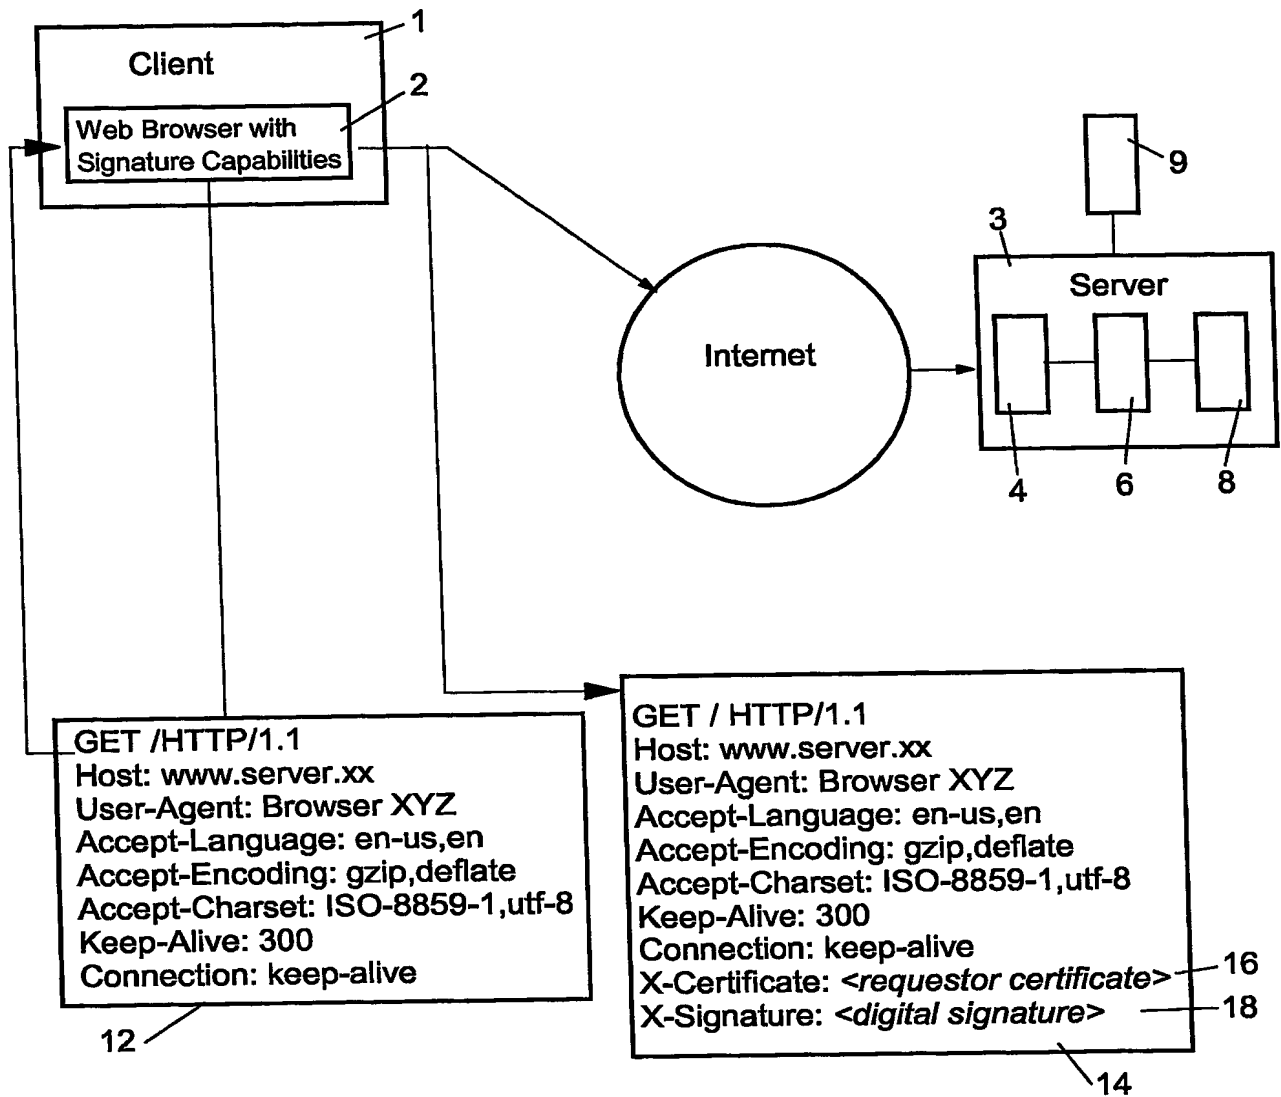 1
Client
2
Web Browser with
Signature Capabilities
9
3
Server
Internet
4
6
8
GET /HTTP/1.1
Host: www.server.xx
User-Agent: Browser XYZ
Accept-Language: en-us,en
Accept-Encoding: gzip,deflate
Accept-Charset: ISO-8859-1,utf-8
Keep-Alive: 300
Connection: keep-alive
12
GET / HTTP/1.1
Host: www.server.xx
User-Agent: Browser XYZ
Accept-Language: en-us,en
Accept-Encoding: gzip,deflate
Accept-Charset: ISO-8859-1,utf-8
Keep-Alive: 300
Connection: keep-alive
X-Certificate: <requestor certificate>
16
X-Signature: <digital signature>
18
14